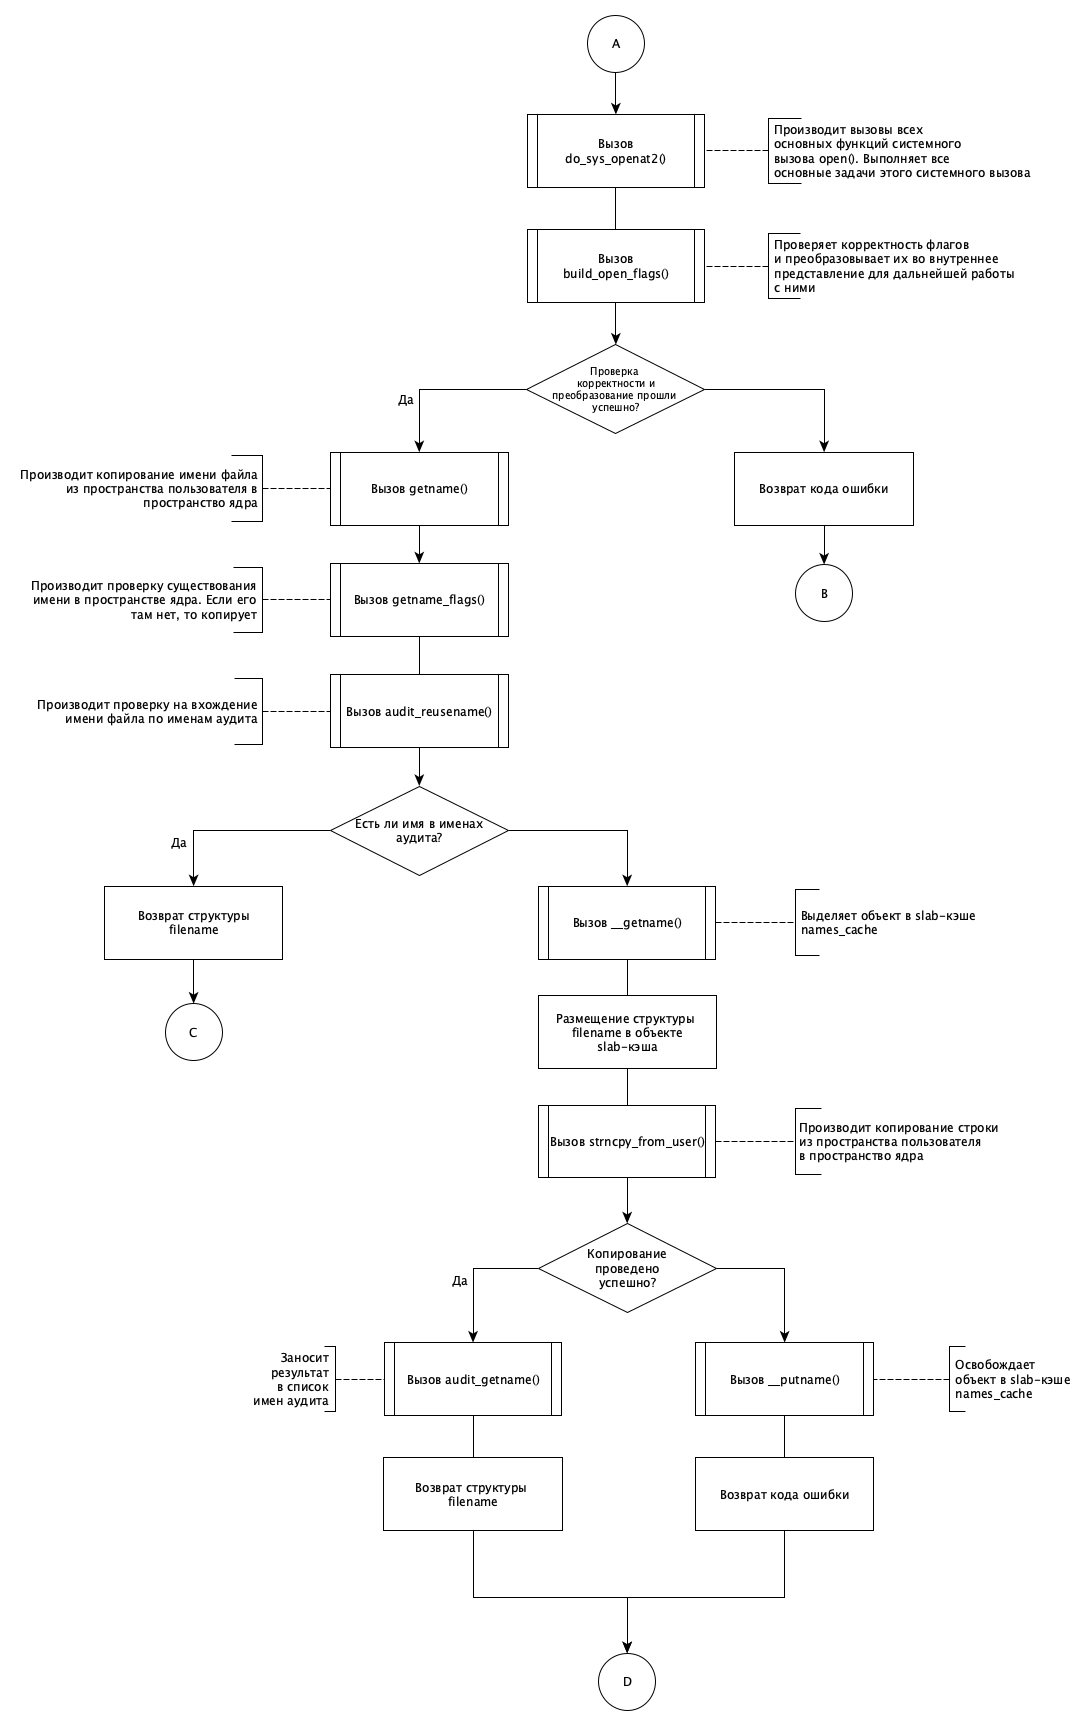 A
Вызов
do_sys_openat2()
Производит вызовы всех
основных функций системного
вызова open(). Выполняет все
основные задачи этого системного вызова
Вызов
build_open_flags()
Проверяет корректность флагов
и преобразовывает их во внутреннее
представление для дальнейшей работы
с ними
Проверка
корректности и
преобразование прошли
успешно?
Да
Производит копирование имени файла
из пространства пользователя в
пространство ядра
Вызов getname()
Возврат кода ошибки
Производит проверку существования
имени в пространстве ядра. Если его
там нет, то копирует
Вызов getname_flags()
B
Производит проверку на вхождение
имени файла по именам аудита
Вызов audit_reusename()
Есть ли имя в именах
аудита?
Да
Возврат структуры
filename
Вызов __getname()
Выделяет объект в slab-кэше
names_cache
C
Размещение структуры
filename в объекте
slab-кэша
Вызов strncpy_from_user()
Производит копирование строки
из пространства пользователя
в пространство ядра
Копирование
проведено
успешно?
Да
Заносит
результат
в список
имен аудита
Вызов audit_getname()
Вызов __putname()
Освобождает
объект в slab-кэше
names_cache
Возврат структуры
filename
Возврат кода ошибки
D